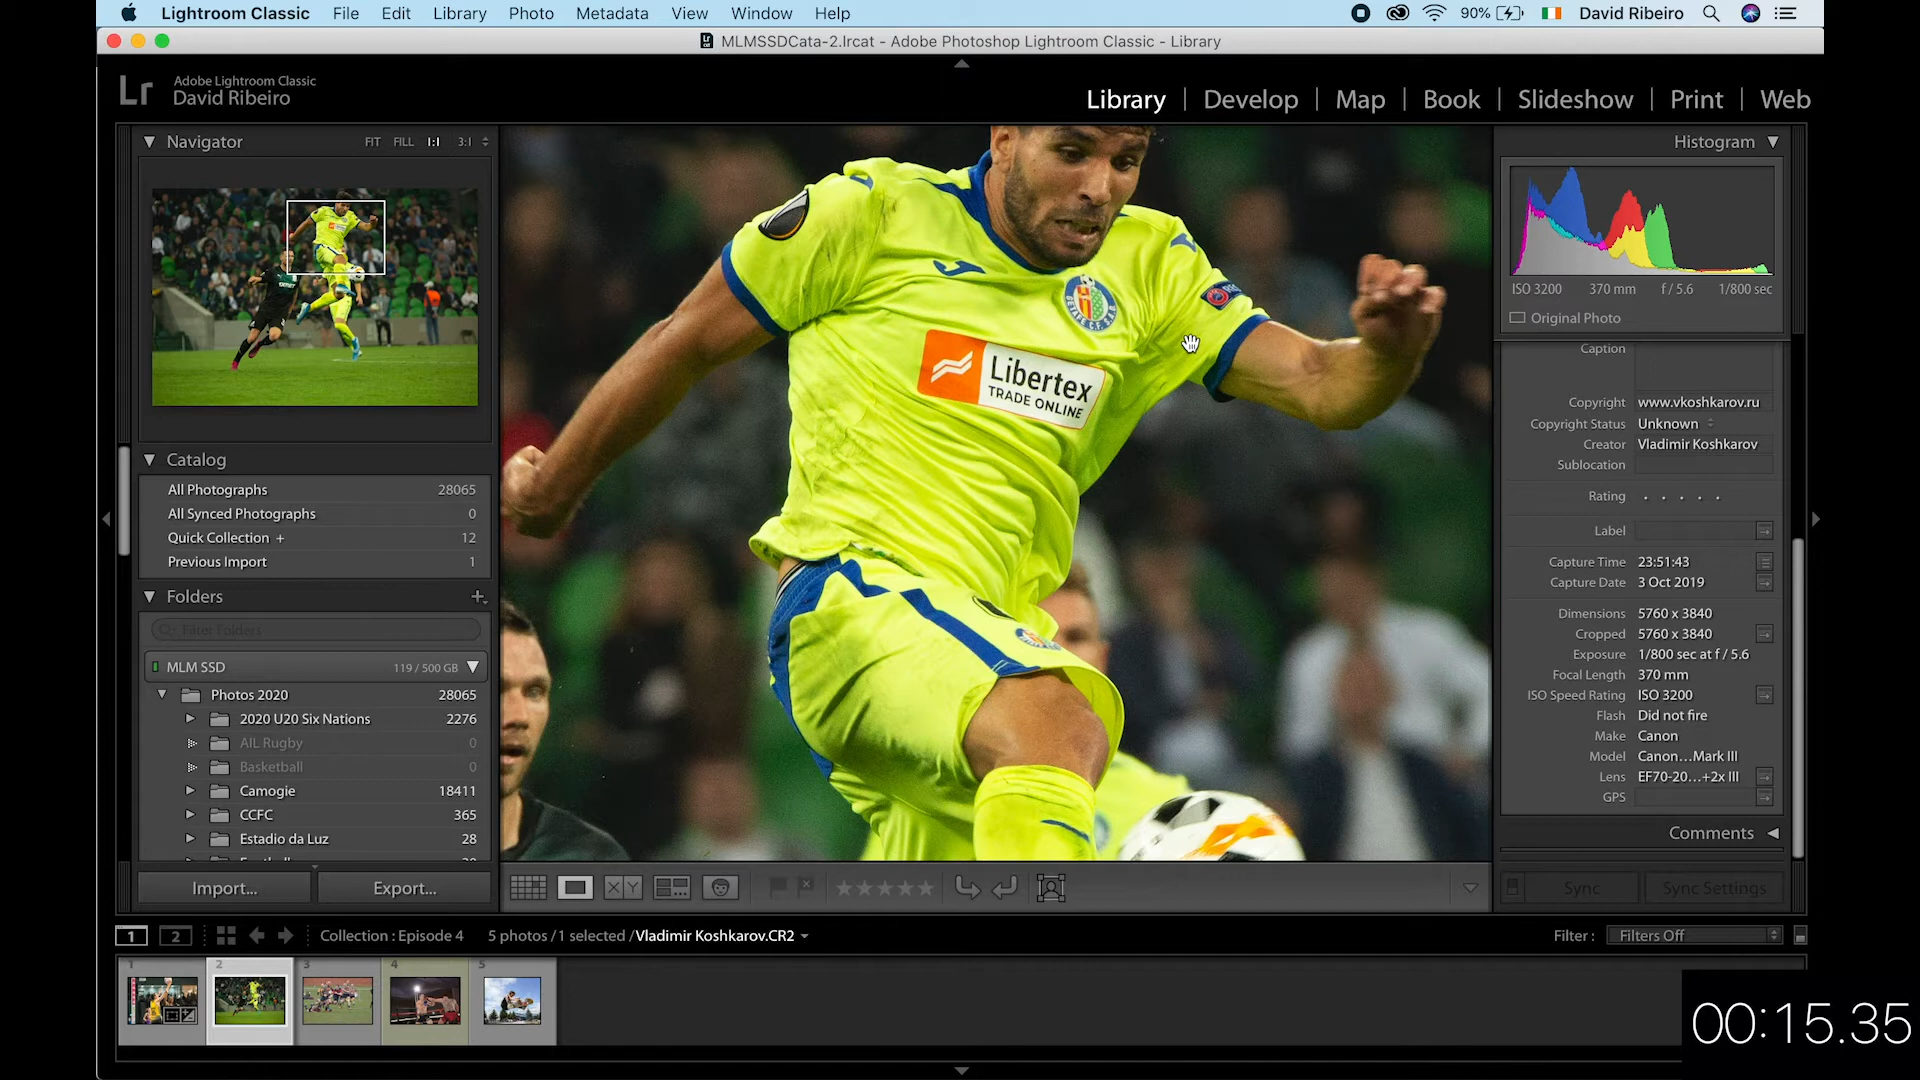 Lightroom Classic File Edit Library Photo Metadata View Window Help 90% David Ribeiro
MLMSSDCata-2.lrcat - Adobe Photoshop Lightroom Classic - Library
Lr Adobe Lightroom Classic
David Ribeiro
Library | Develop | Map | Book | Slideshow | Print | Web
Navigator FIT FILL 1:1 3:1
Histogram
ISO 3200 370 mm f / 5.6 1/800 sec
Original Photo
Libertex
TRADE ONLINE
GETAFE C.F. S.A.D.
Caption
Copyright www.vkoshkarov.ru
Copyright Status Unknown
Creator Vladimir Koshkarov
Sublocation
Rating . . . . .
Label
Capture Time 23:51:43
Capture Date 3 Oct 2019
Dimensions 5760 x 3840
Cropped 5760 x 3840
Exposure 1/800 sec at f / 5.6
Focal Length 370 mm
ISO Speed Rating ISO 3200
Flash Did not fire
Make Canon
Model Canon...Mark III
Lens EF70-20...+2x III
GPS
Comments
Sync Sync Settings
Catalog
All Photographs 28065
All Synced Photographs 0
Quick Collection + 12
Previous Import 1
Folders +
Filter Folders
MLM SSD 119 / 500 GB
Photos 2020 28065
2020 U20 Six Nations 2276
AIL Rugby 0
Basketball 0
Camogie 18411
CCFC 365
Estadio da Luz 28
Import... Export...
X Y
1 2 Collection : Episode 4 5 photos / 1 selected / Vladimir Koshkarov.CR2 Filter : Filters Off
1 2 3 4 5
00:15.35